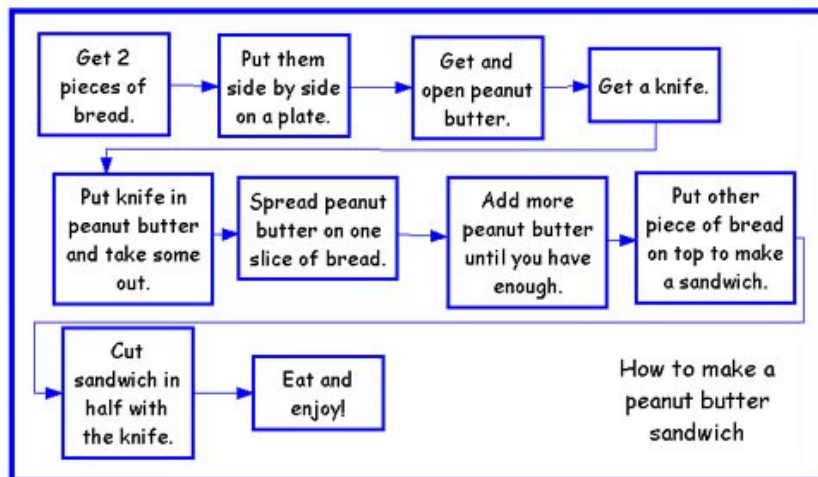 Get 2
pieces of
bread.
Put them
side by side
on a plate.
Get and
open peanut
butter.
Get a knife.
Put knife in
peanut butter
and take some
out.
Spread peanut
butter on one
slice of bread.
Add more
peanut butter
until you have
enough.
Put other
piece of bread
on top to make
a sandwich.
Cut
sandwich in
half with
the knife.
Eat and
enjoy!
How to make a
peanut butter
sandwich